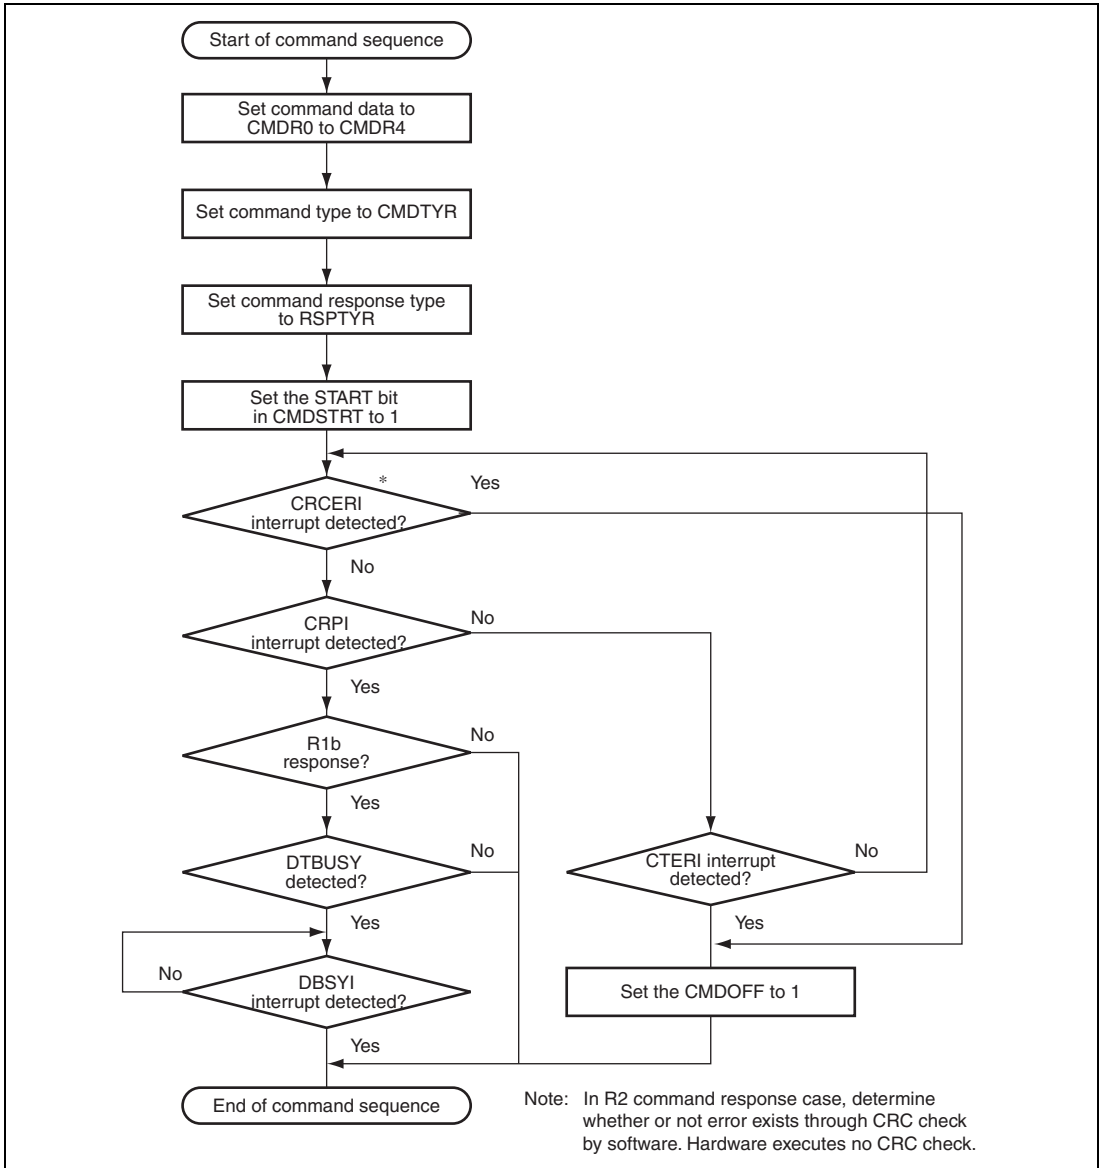 Start of command sequence
Set command data to
CMDR0 to CMDR4
Set command type to CMDTYR
Set command response type
to RSPTYR
Set the START bit
in CMDSTRT to 1
*
Yes
CRCERI
interrupt detected?
No
CRPI
interrupt detected?
No
Yes
R1b
response?
No
Yes
DTBUSY
detected?
No
CTERI interrupt
detected?
No
Yes
Yes
No
DBSYI
interrupt detected?
Set the CMDOFF to 1
Yes
End of command sequence
Note: In R2 command response case, determine
whether or not error exists through CRC check
by software. Hardware executes no CRC check.